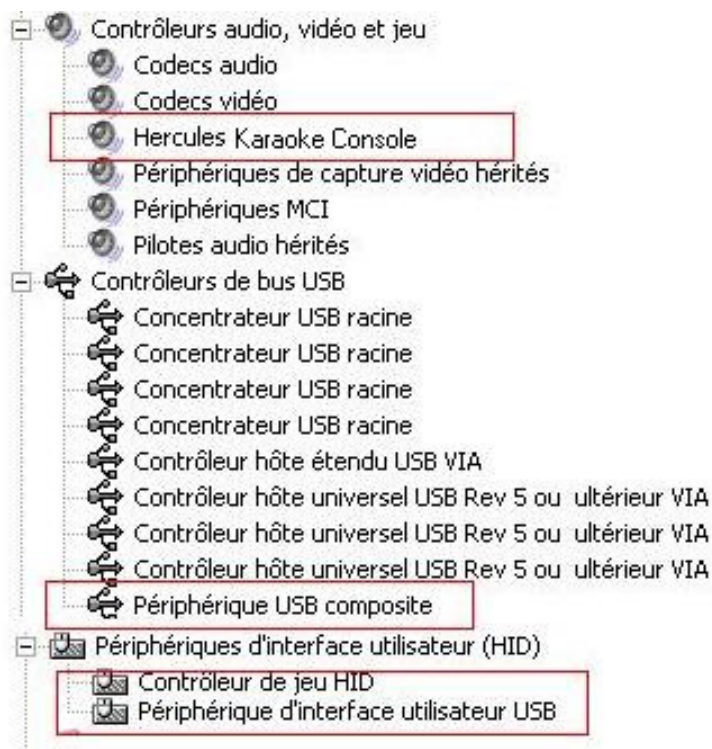 Contrôleurs audio, vidéo et jeu
Codecs audio
Codecs vidéo
Hercules Karaoke Console
Périphériques de capture vidéo hérités
Périphériques MCI
Pilotes audio hérités
Contrôleurs de bus USB
Concentrateur USB racine
Concentrateur USB racine
Concentrateur USB racine
Concentrateur USB racine
Contrôleur hôte étendu USB VIA
Contrôleur hôte universel USB Rev 5 ou ultérieur VIA
Contrôleur hôte universel USB Rev 5 ou ultérieur VIA
Contrôleur hôte universel USB Rev 5 ou ultérieur VIA
Périphérique USB composite
Périphériques d'interface utilisateur (HID)
Contrôleur de jeu HID
Périphérique d'interface utilisateur USB